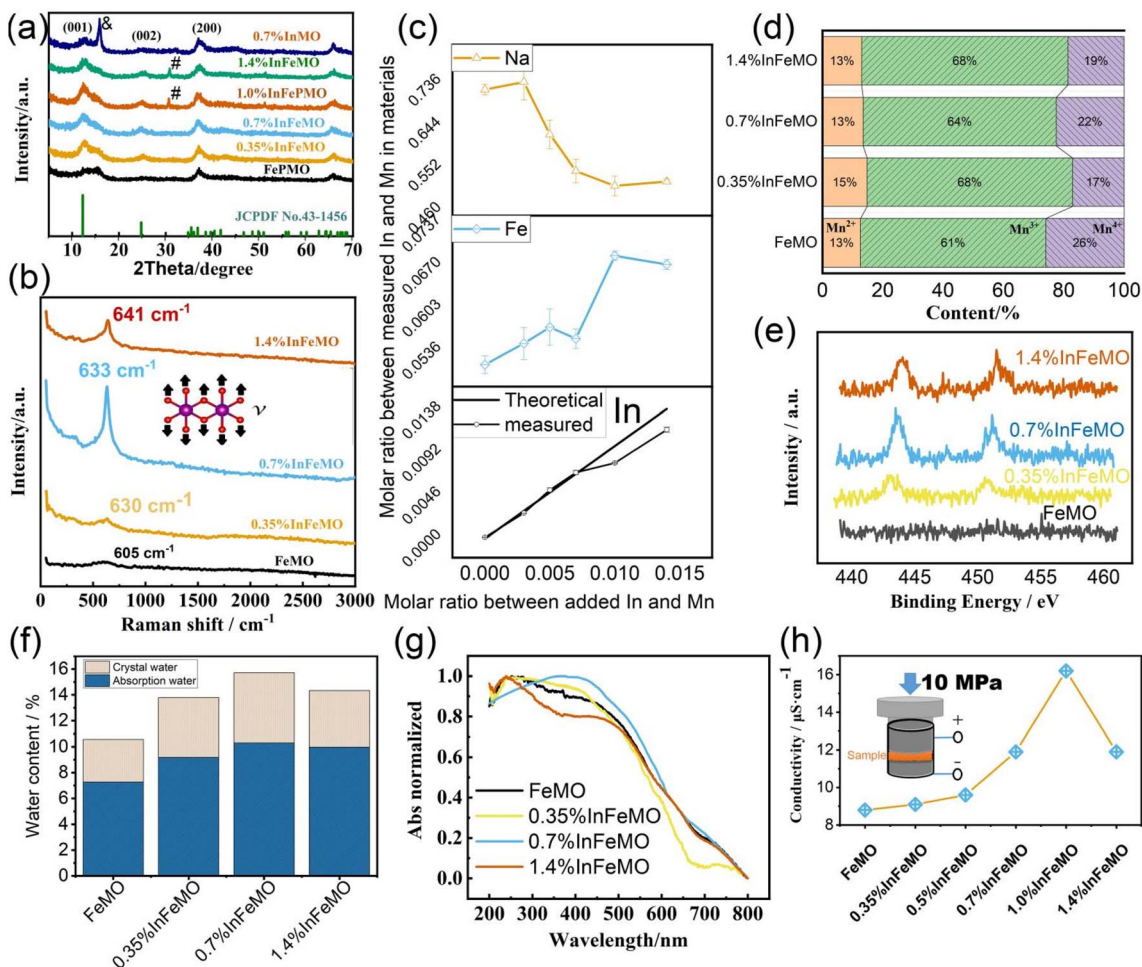 (a)
(001)
&
(002)
(200)
0.7%InMO
#
1.4%InFeMO
#
1.0%InFePMO
0.7%InFeMO
0.35%InFeMO
FePMO
JCPDF No.43-1456
Intensity/a.u.
10 20 30 40 50 60 70
2Theta/degree
(b)
641 cm⁻¹
1.4%InFeMO
633 cm⁻¹
ν
0.7%InFeMO
630 cm⁻¹
0.35%InFeMO
605 cm⁻¹
FeMO
Intensity/a.u.
0 500 1000 1500 2000 2500 3000
Raman shift / cm⁻¹
(c)
Na
0.736
0.644
0.552
0.460
Fe
0.0737
0.0670
0.0603
0.0536
Theoretical
measured
In
0.0138
0.0092
0.0046
0.0000
Molar ratio between measured In and Mn in materials
0.000 0.005 0.010 0.015
Molar ratio between added In and Mn
(d)
1.4%InFeMO
13% 68% 19%
0.7%InFeMO
13% 64% 22%
0.35%InFeMO
15% 68% 17%
FeMO
Mn²⁺ Mn³⁺ Mn⁴⁺
13% 61% 26%
0 20 40 60 80 100
Content/%
(e)
1.4%InFeMO
0.7%InFeMO
0.35%InFeMO
FeMO
Intensity / a.u.
440 445 450 455 460
Binding Energy / eV
(f)
Crystal water
Absorption water
Water content / %
16
14
12
10
8
6
4
2
0
FeMO
0.35%InFeMO
0.7%InFeMO
1.4%InFeMO
(g)
Abs normalized
1.0
0.8
0.6
0.4
0.2
0.0
FeMO
0.35%InFeMO
0.7%InFeMO
1.4%InFeMO
200 300 400 500 600 700 800
Wavelength/nm
(h)
10 MPa
+
Sample
−
Conductivity / μS·cm⁻¹
16
14
12
10
8
FeMO
0.35%InFeMO
0.5%InFeMO
0.7%InFeMO
1.0%InFeMO
1.4%InFeMO